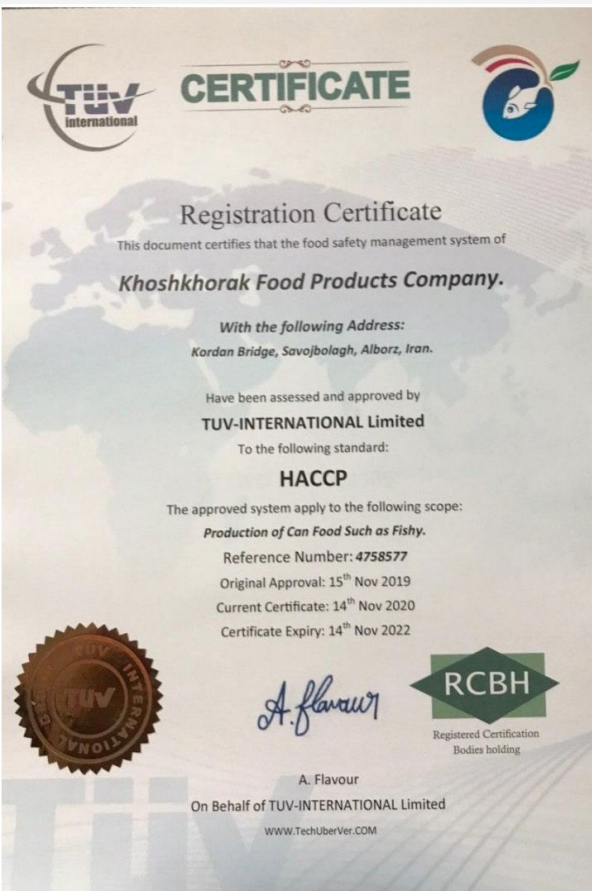 TÜV
international
CERTIFICATE
Registration Certificate
This document certifies that the food safety management system of
Khoshkhorak Food Products Company.
With the following Address:
Kordan Bridge, Savojbolagh, Alborz, Iran.
Have been assessed and approved by
TUV-INTERNATIONAL Limited
To the following standard:
HACCP
The approved system apply to the following scope:
Production of Can Food Such as Fishy.
Reference Number: 4758577
Original Approval: 15th Nov 2019
Current Certificate: 14th Nov 2020
Certificate Expiry: 14th Nov 2022
TUV INTERNATIONAL
TUV
A. flavour
RCBH
Registered Certification
Bodies holding
A. Flavour
On Behalf of TUV-INTERNATIONAL Limited
WWW.TechUberVer.COM
TÜV